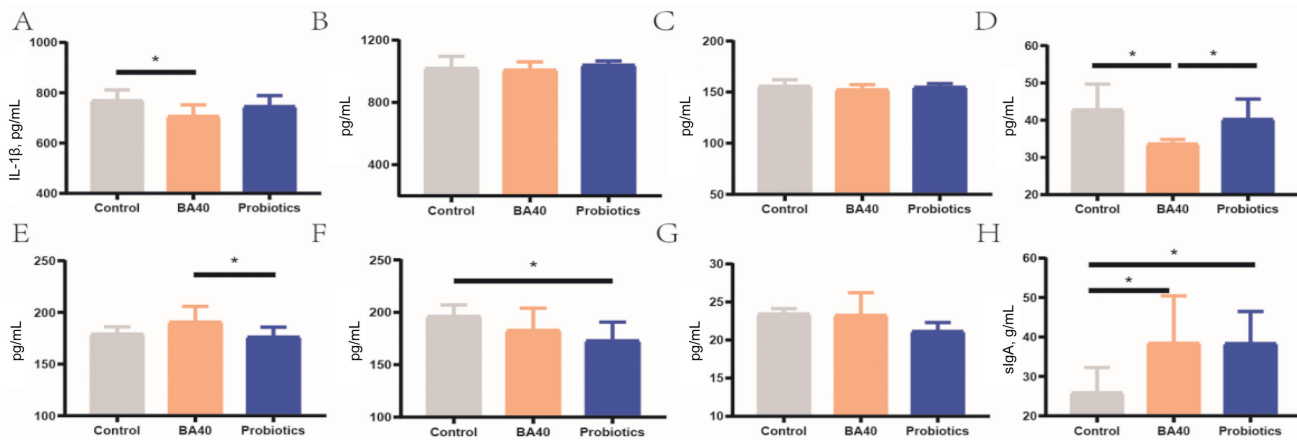 A
IL-1β, pg/mL
1000
800
600
400
*
Control BA40 Probiotics
B
pg/mL
1200
1000
800
400
Control BA40 Probiotics
C
pg/mL
200
150
100
50
Control BA40 Probiotics
D
pg/mL
60
50
40
30
20
* *
Control BA40 Probiotics
E
pg/mL
250
200
150
100
*
Control BA40 Probiotics
F
pg/mL
250
200
150
100
*
Control BA40 Probiotics
G
pg/mL
30
25
20
15
10
Control BA40 Probiotics
H
sIgA, g/mL
60
50
40
30
20
*
*
Control BA40 Probiotics